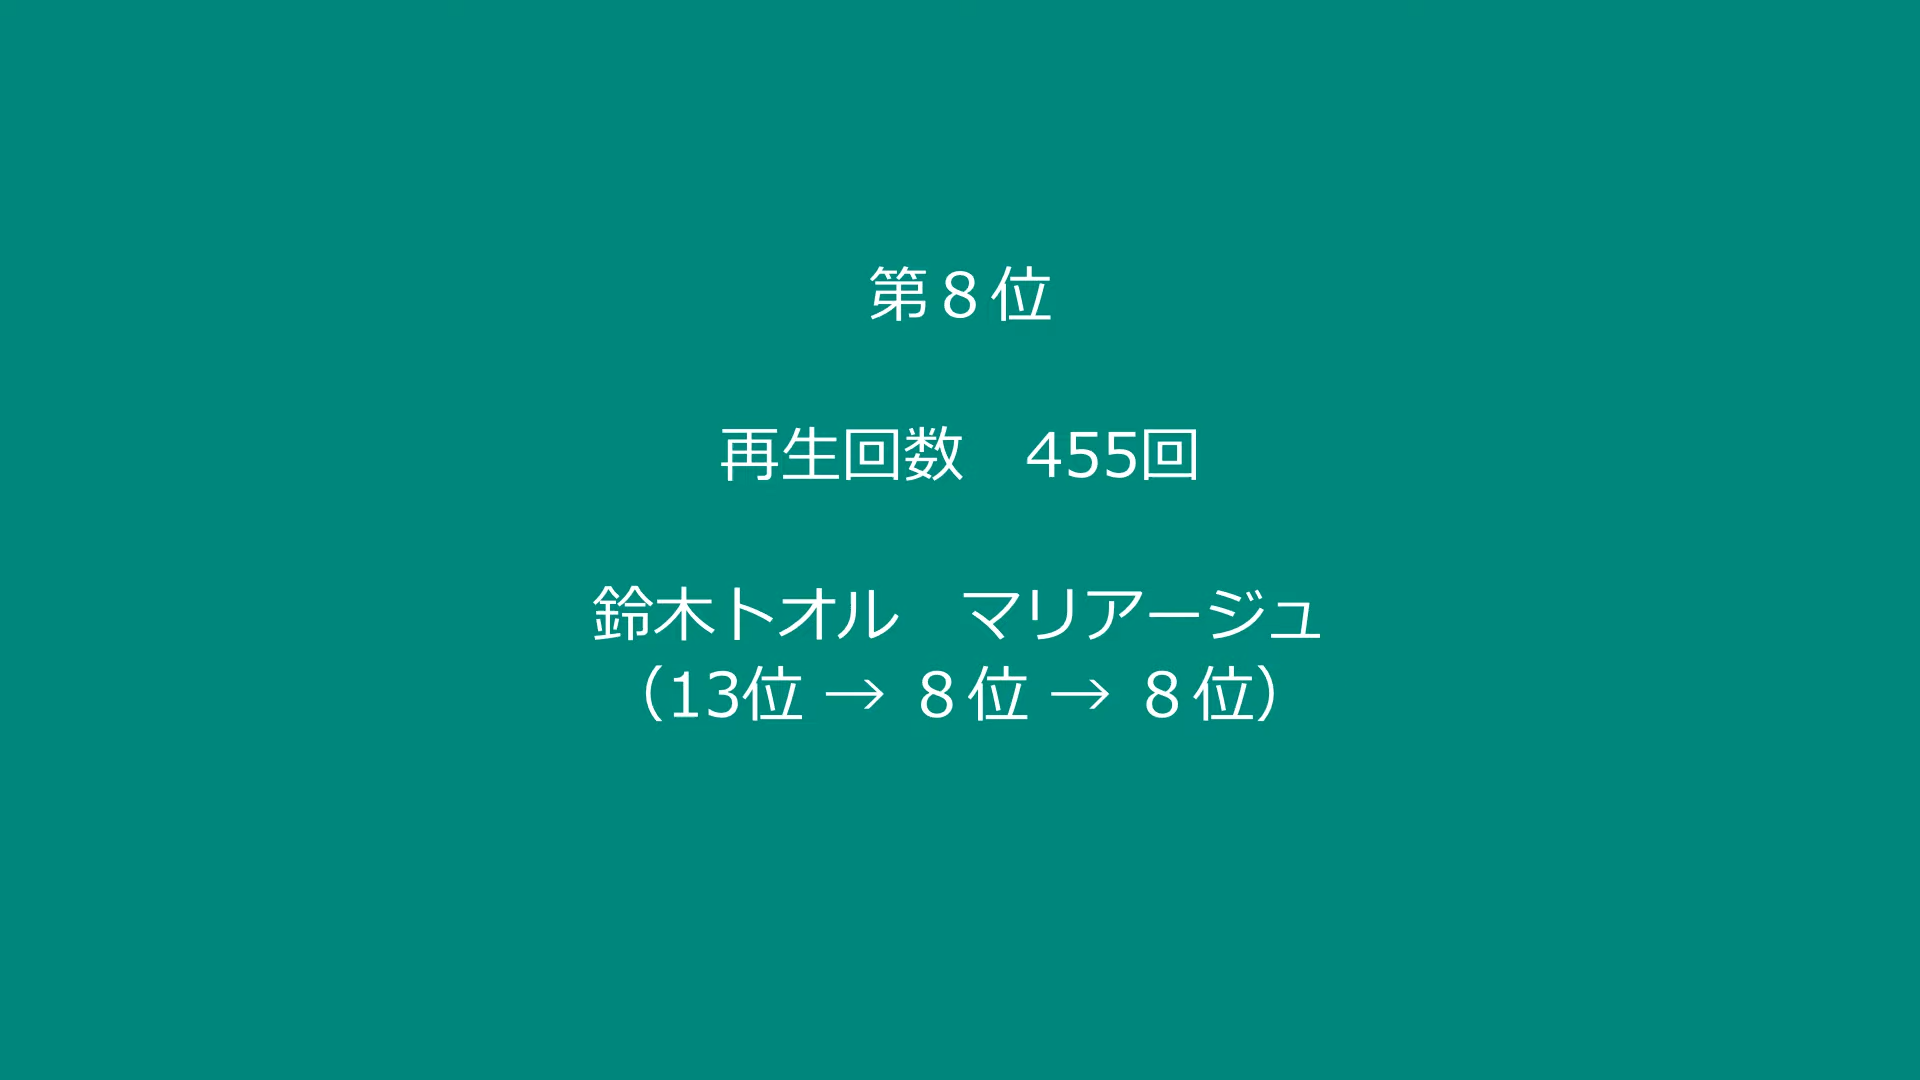 第８位
再生回数　455回
鈴木トオル　マリアージュ
（13位 → ８位 → ８位）